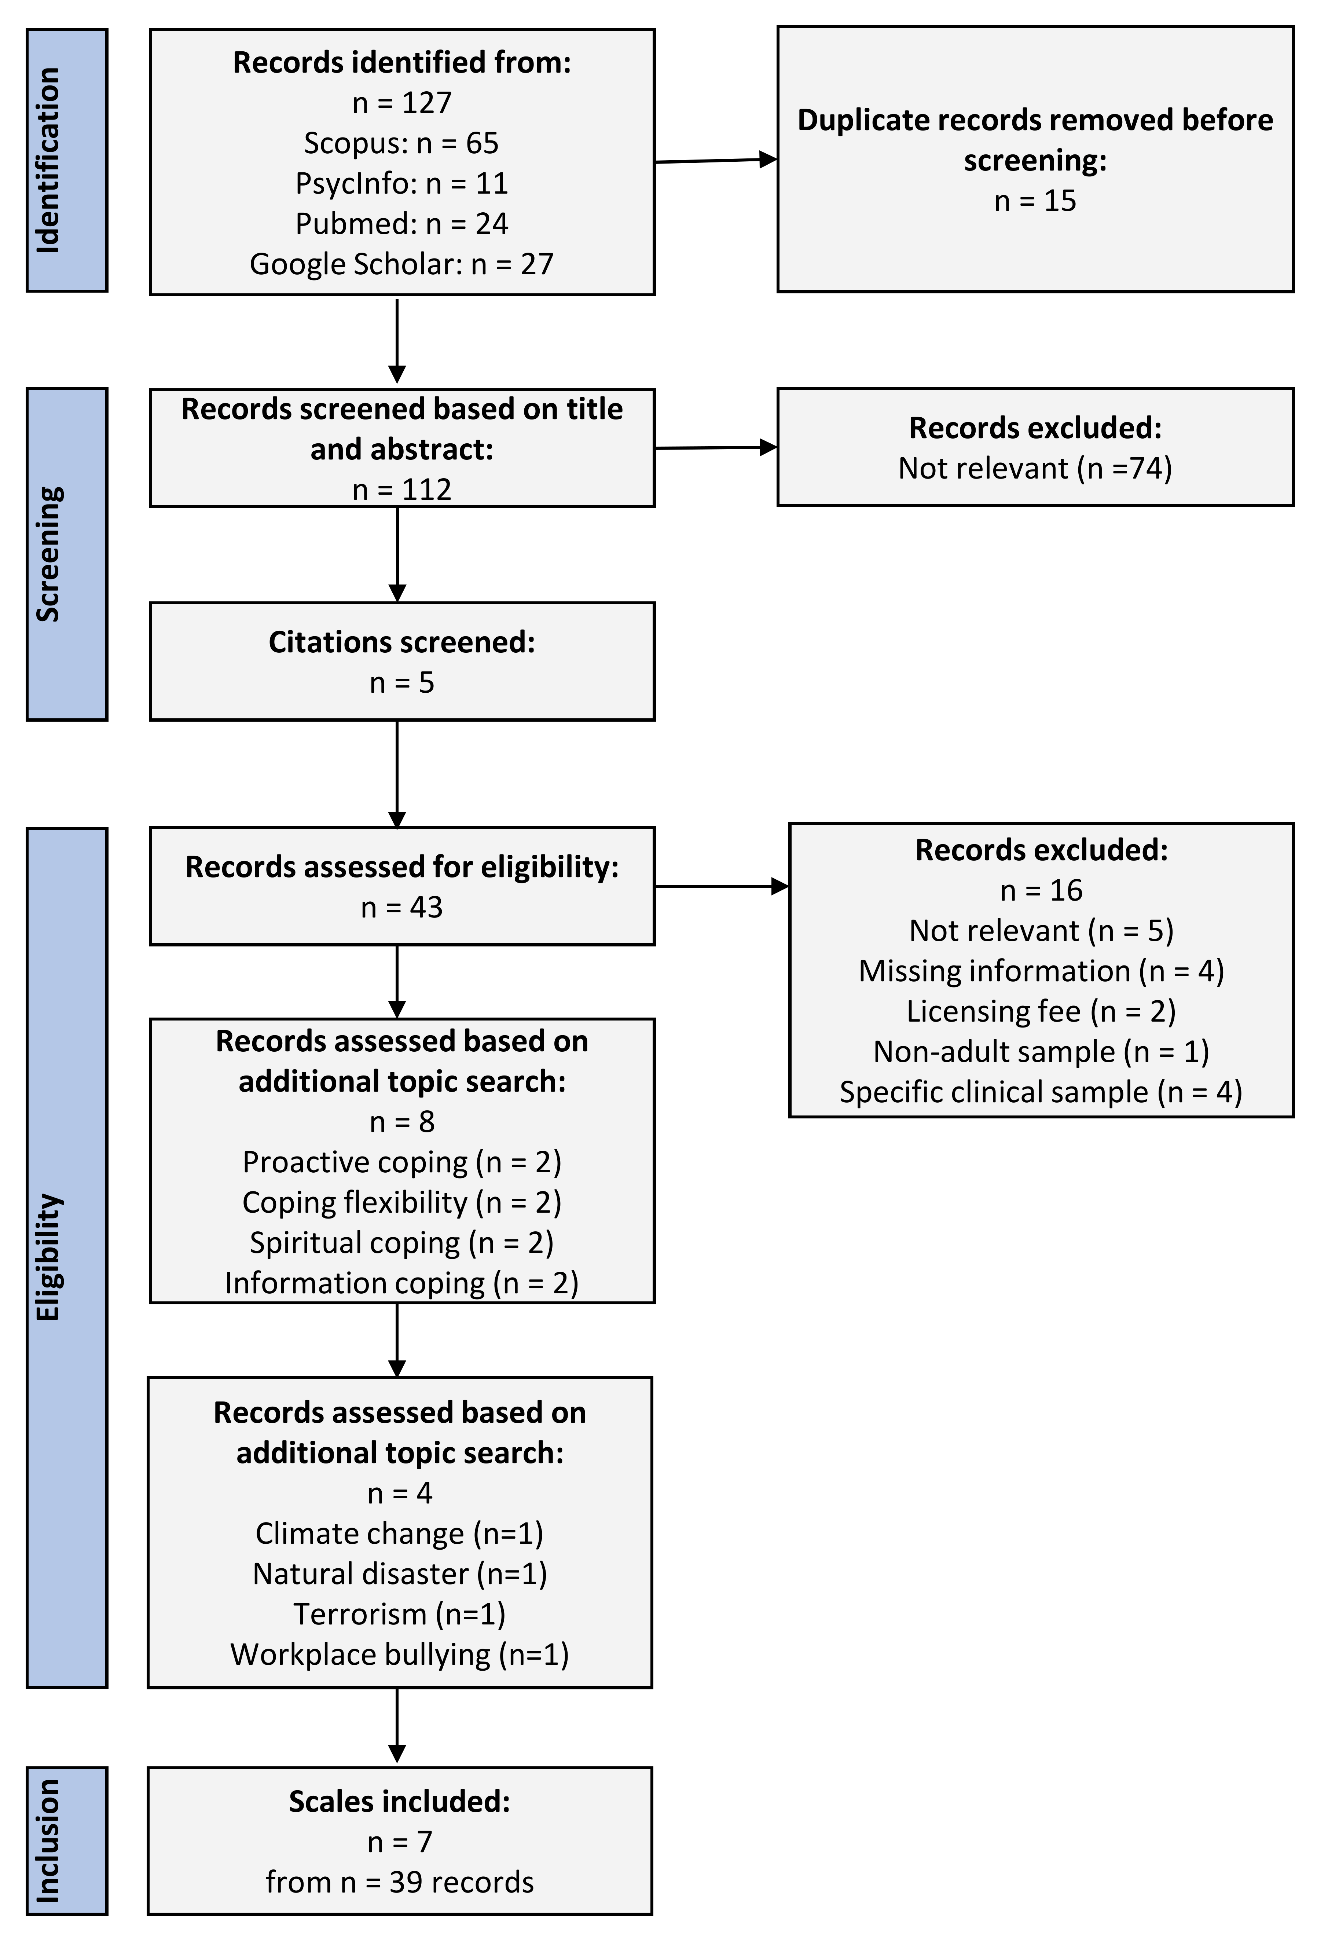 Identification
Records identified from:
n = 127
Scopus: n = 65
PsycInfo: n = 11
Pubmed: n = 24
Google Scholar: n = 27
Duplicate records removed before
screening:
n = 15
Screening
Records screened based on title
and abstract:
n = 112
Records excluded:
Not relevant (n =74)
Citations screened:
n = 5
Eligibility
Records assessed for eligibility:
n = 43
Records excluded:
n = 16
Not relevant (n = 5)
Missing information (n = 4)
Licensing fee (n = 2)
Non-adult sample (n = 1)
Specific clinical sample (n = 4)
Records assessed based on
additional topic search:
n = 8
Proactive coping (n = 2)
Coping flexibility (n = 2)
Spiritual coping (n = 2)
Information coping (n = 2)
Records assessed based on
additional topic search:
n = 4
Climate change (n=1)
Natural disaster (n=1)
Terrorism (n=1)
Workplace bullying (n=1)
Inclusion
Scales included:
n = 7
from n = 39 records